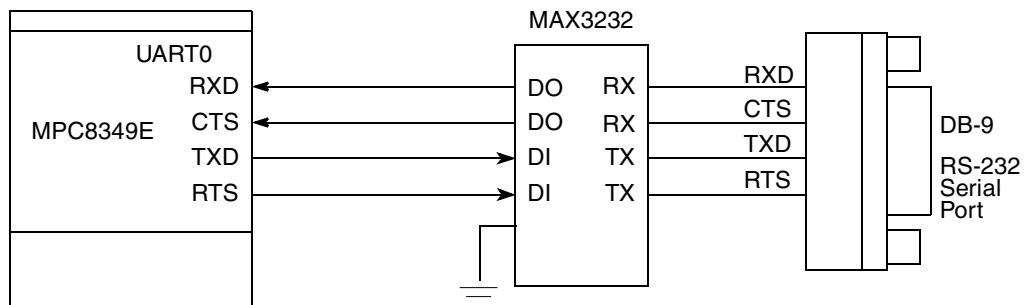 MAX3232
UART0
RXD
CTS
TXD
RTS
MPC8349E
DO RX
DO RX
DI TX
DI TX
RXD
CTS
TXD
RTS
DB-9
RS-232
Serial
Port